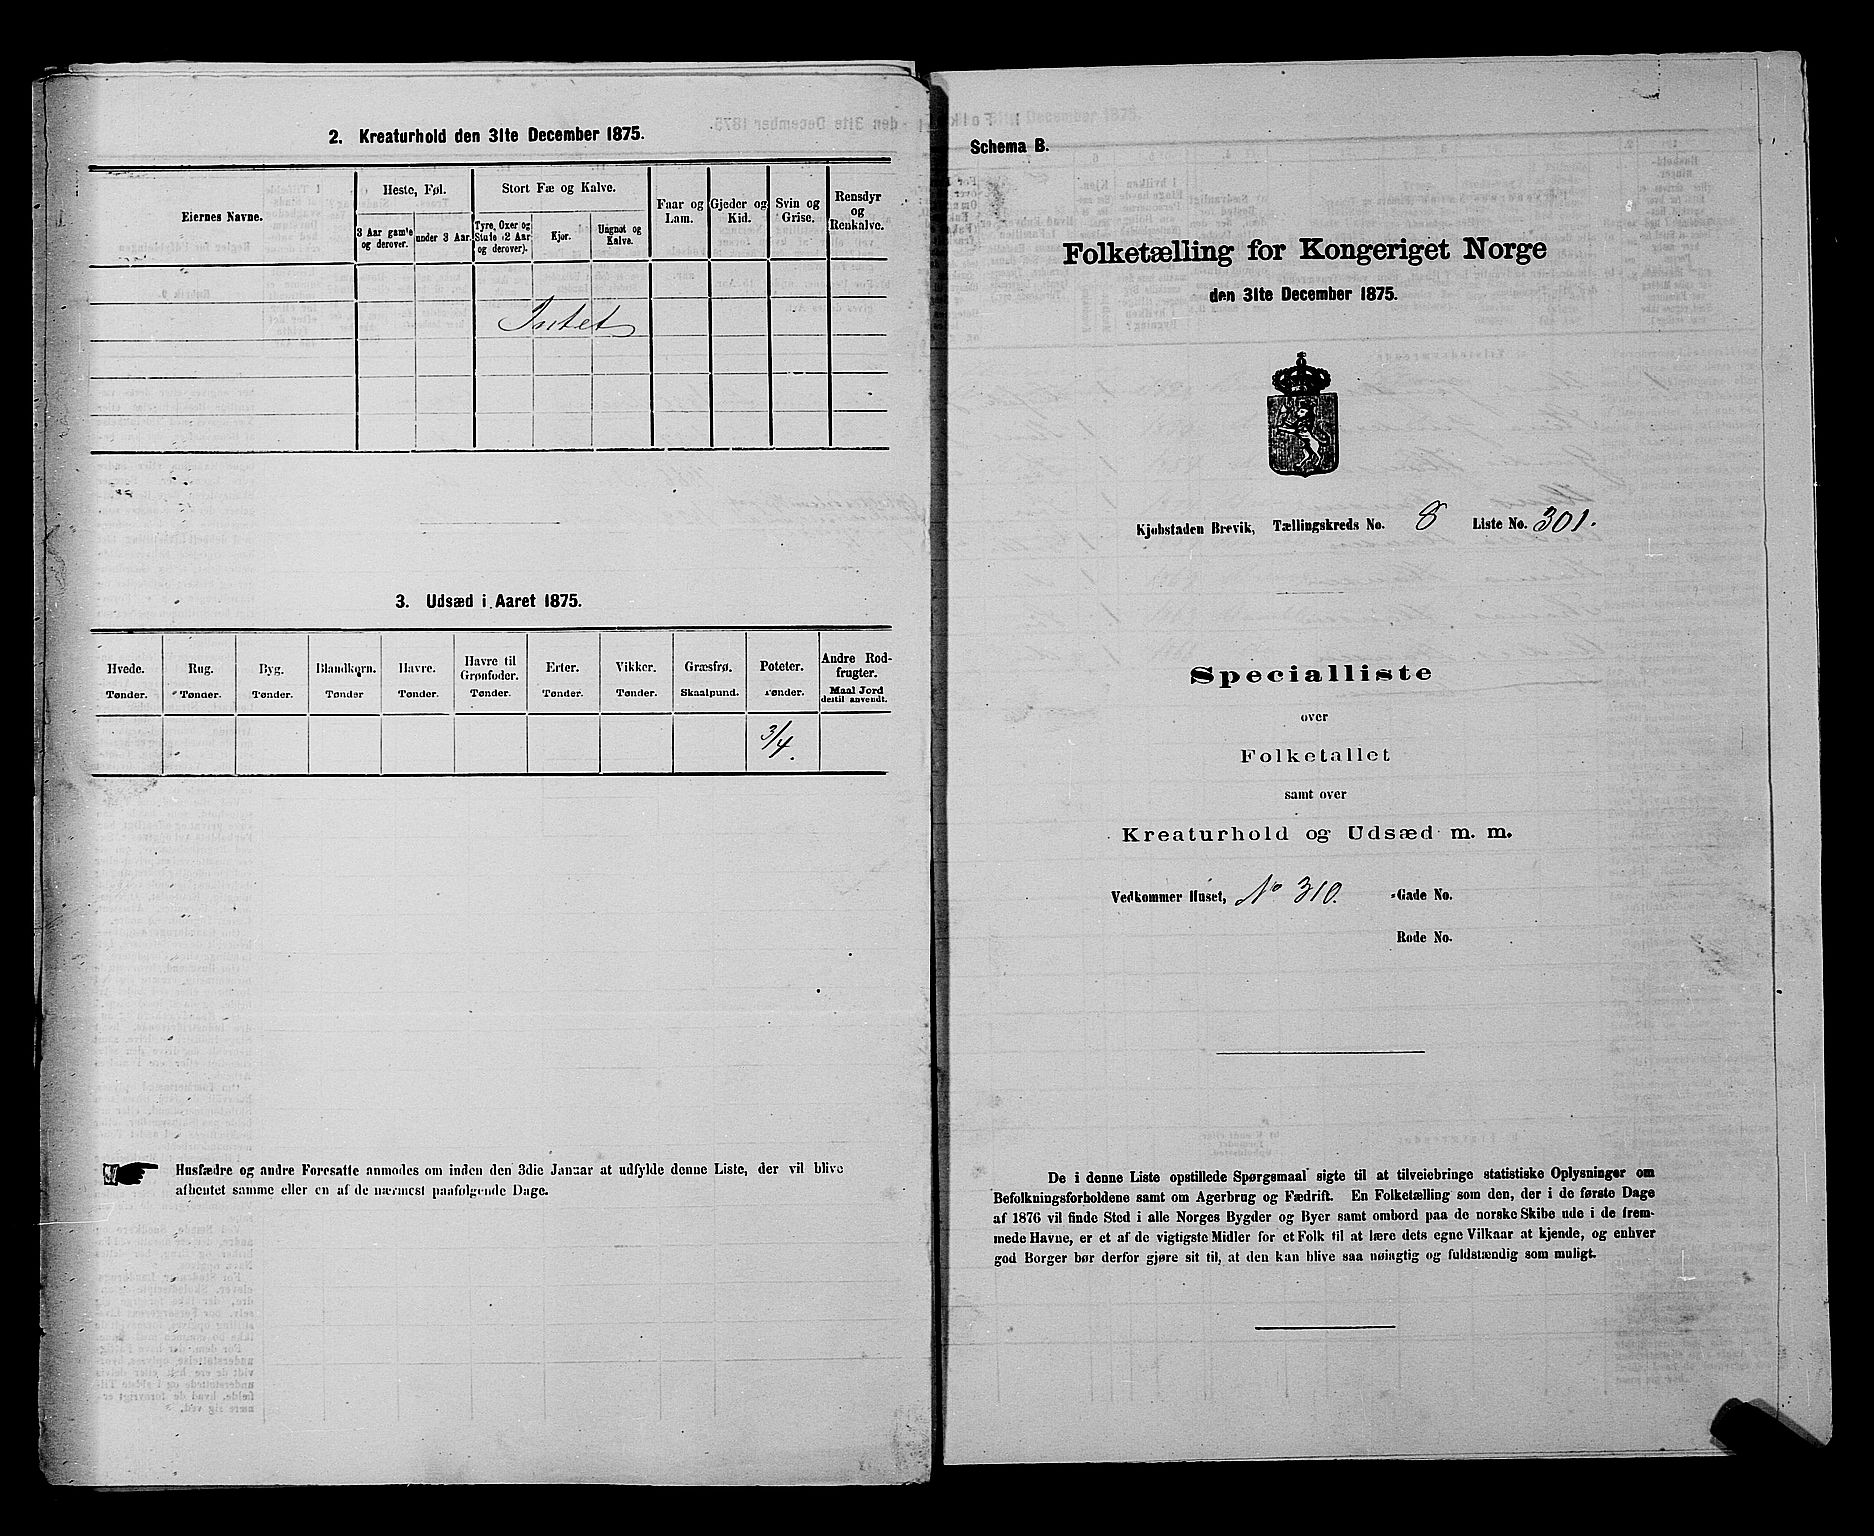 2. Kreaturhold den 31te December 1875.
Eiernes Navne.
Heste, Føl.
Stort Fæ og Kalve.
Faar og Lam.
Gjeder og Kid.
Svin og Grise.
Rensdyr og Renkalve.
3 Aar gamle og derover.
under 3 Aar.
Tyre, Oxer og Stute (2 Aar og derover).
Kjør.
Ungnøt og Kalve.
Intet
3. Udsæd i Aaret 1875.
Hvede. Rug. Byg. Blandkorn. Havre. Havre til Grønfoder. Erter. Vikker. Græsfrø. Poteter. Andre Rodfrugter.
Tønder. Tønder. Tønder. Tønder Tønder. Tønder. Tønder. Tønder. Skaalpund. Tønder. Maal Jord dertil anvendt.
3/4.
Husfædre og andre Foresatte anmodes om inden den 3die Januar at udfylde denne Liste, der vil blive
afhentet samme eller en af de nærmest paafølgende Dage.
Schema B.
Folketælling for Kongeriget Norge
den 31te December 1875.
Kjøbstaden Brevik, Tællingskreds No. 8 Liste No. 301.
Specialliste
over
Folketallet
samt over
Kreaturhold og Udsæd m. m.
Vedkommer Huset, No 310. -Gade No.
Rode No.
De i denne Liste opstillede Spørgsmaal sigte til at tilveiebringe statistiske Oplysninger om
Befolkningsforholdene samt om Agerbrug og Fædrift. En Folketælling som den, der i de første Dage
af 1876 vil finde Sted i alle Norges Bygder og Byer samt ombord paa de norske Skibe ude i de frem-
mede Havne, er et af de vigtigste Midler for et Folk til at lære dets egne Vilkaar at kjende, og enhver
god Borger bør derfor gjøre sit til, at den kan blive saa nøiagtig og fuldstændig som muligt.